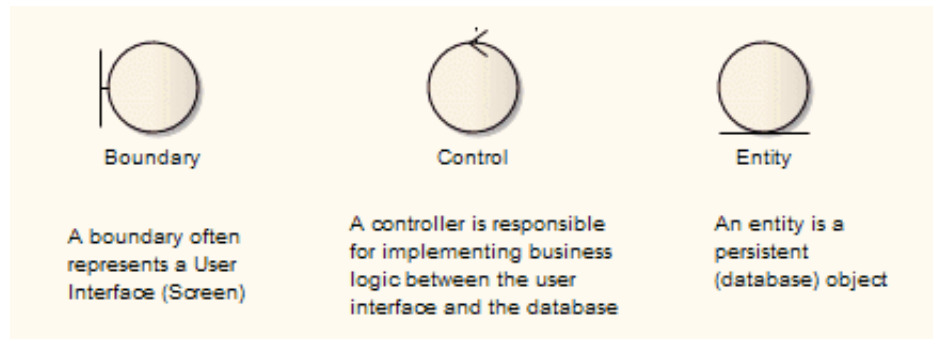 Boundary
Control
Entity
A boundary often
represents a User
Interface (Screen)
A controller is responsible
for implementing business
logic between the user
interface and the database
An entity is a
persistent
(database) object